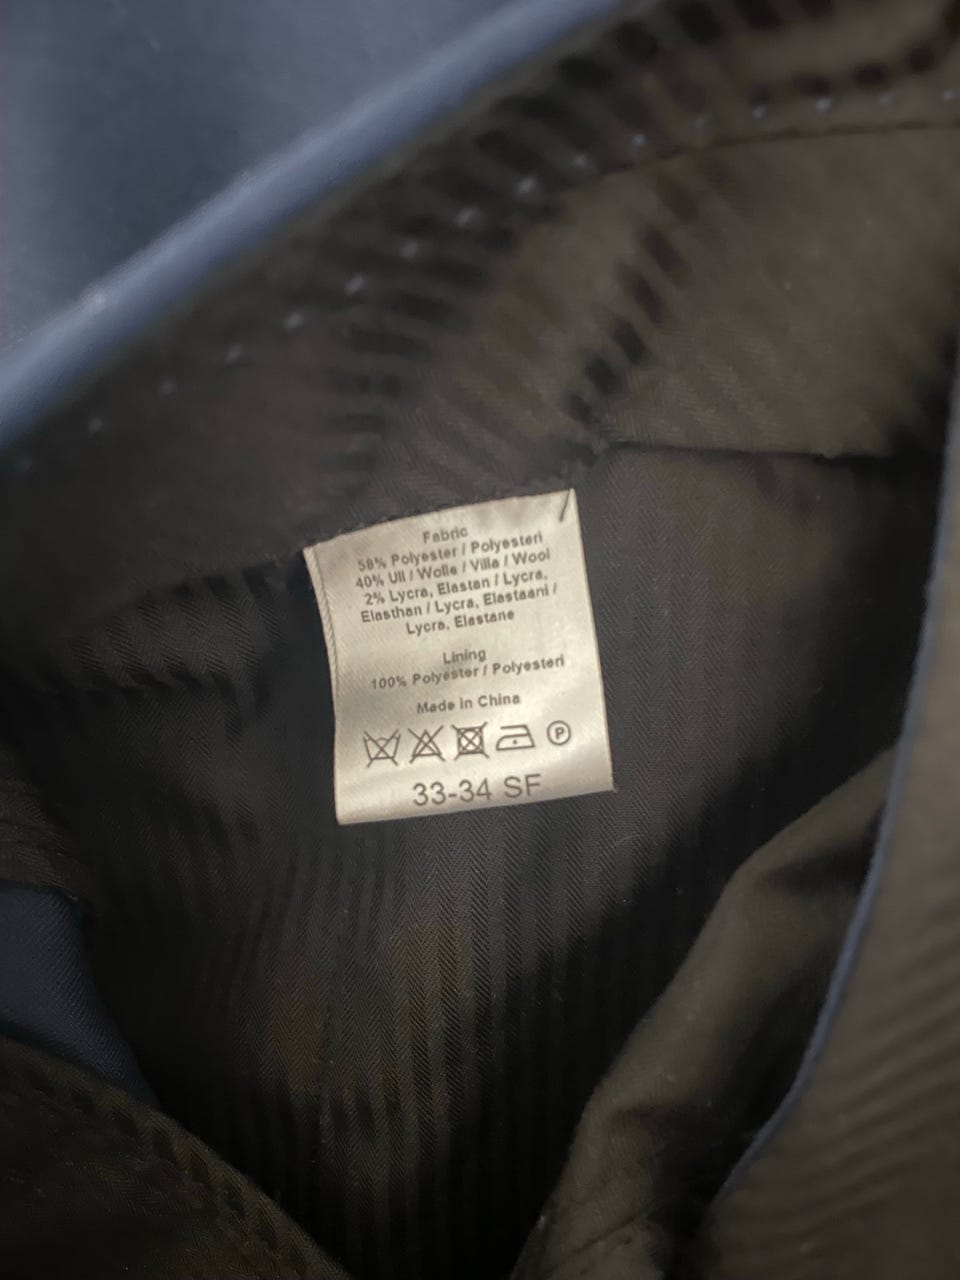 Fabric
58% Polyester / Polyesteri
40% Ull / Wolle / Villa / Wool
2% Lycra, Elastan / Lycra,
Elasthan / Lycra, Elastaani /
Lycra, Elastane
Lining
100% Polyester / Polyesteri
Made in China
P
33-34 SF